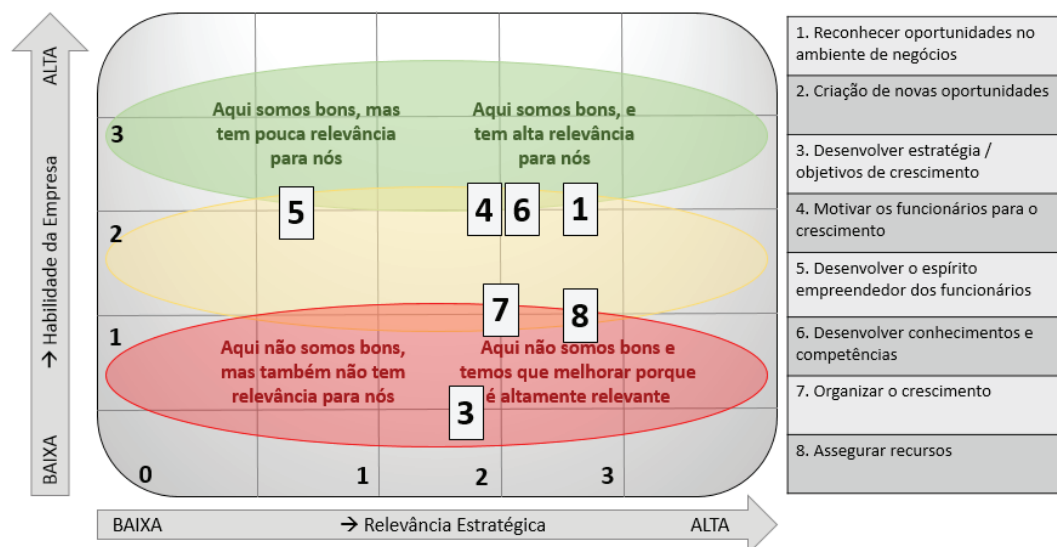 ALTA
→ Habilidade da Empresa
BAIXA
Aqui somos bons, mas
tem pouca relevância
para nós
Aqui somos bons, e
tem alta relevância
para nós
3
5
4
6
1
2
7
8
1
Aqui não somos bons,
mas também não tem
relevância para nós
Aqui não somos bons e
temos que melhorar porque
é altamente relevante
3
0
1
2
3
BAIXA
→ Relevância Estratégica
ALTA
1. Reconhecer oportunidades no
ambiente de negócios
2. Criação de novas oportunidades
3. Desenvolver estratégia /
objetivos de crescimento
4. Motivar os funcionários para o
crescimento
5. Desenvolver o espírito
empreendedor dos funcionários
6. Desenvolver conhecimentos e
competências
7. Organizar o crescimento
8. Assegurar recursos